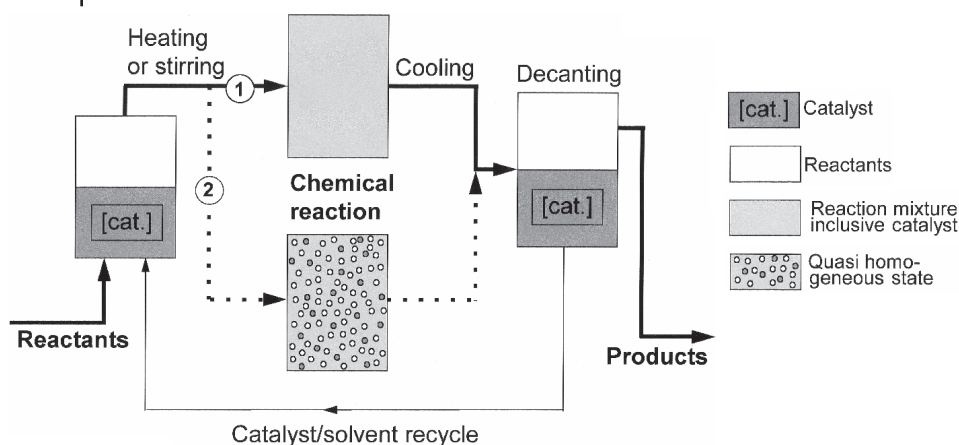 Heating
or stirring
1
Cooling
Decanting
[cat.]
Catalyst
Reactants
2
Chemical
reaction
[cat.]
[cat.]
Reaction mixture
inclusive catalyst
Quasi homo-
geneous state
Reactants
Products
Catalyst/solvent recycle